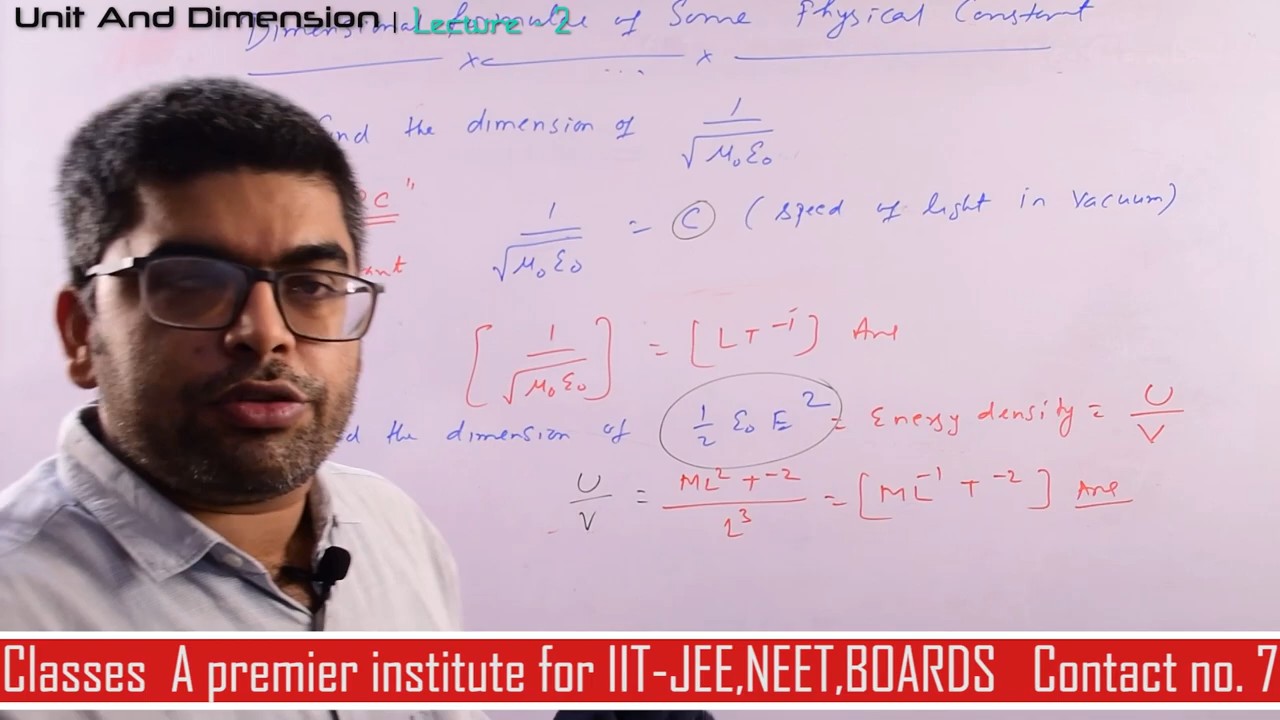 Unit And Dimension | Lecture 2
Dimensional Formulae of Some Physical Constant
Find the dimension of 1/√μ₀ε₀
c"
1/√μ₀ε₀ = C (speed of light in vacuum)
[1/√μ₀ε₀] = [LT⁻¹] Ans
the dimension of 1/2 ε₀E² = Energy density = U/V
U/V = ML²T⁻²/L³ = [ML⁻¹T⁻²] Ans
Classes A premier institute for IIT-JEE,NEET,BOARDS Contact no. 7